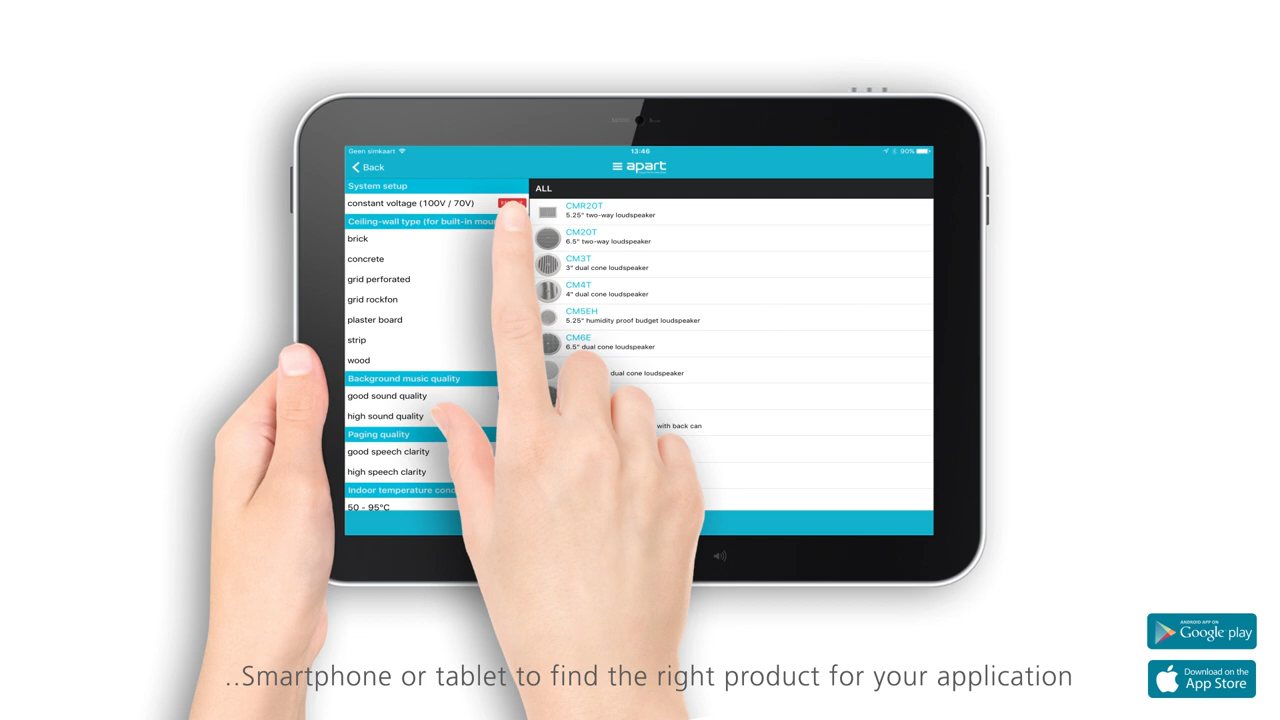 Geen simkaart
13:46
90%
Back
apart
System setup
constant voltage (100V / 70V)
Ceiling-wall type (for built-in
brick
concrete
grid perforated
grid rockfon
plaster board
strip
wood
Background music quality
good sound quality
high sound quality
Paging quality
good speech clarity
high speech clarity
Indoor temperature
50 - 95°C
ALL
CMR20T
5.25" two-way loudspeaker
CM20T
6.5" two-way loudspeaker
CM3T
3" dual cone loudspeaker
CM4T
4" dual cone loudspeaker
CM5EH
5.25" humidity proof budget loudspeaker
CM6E
6.5" dual cone loudspeaker
dual cone loudspeaker
with back can
..Smartphone or tablet to find the right product for your application
ANDROID APP ON
Google play
Download on the
App Store